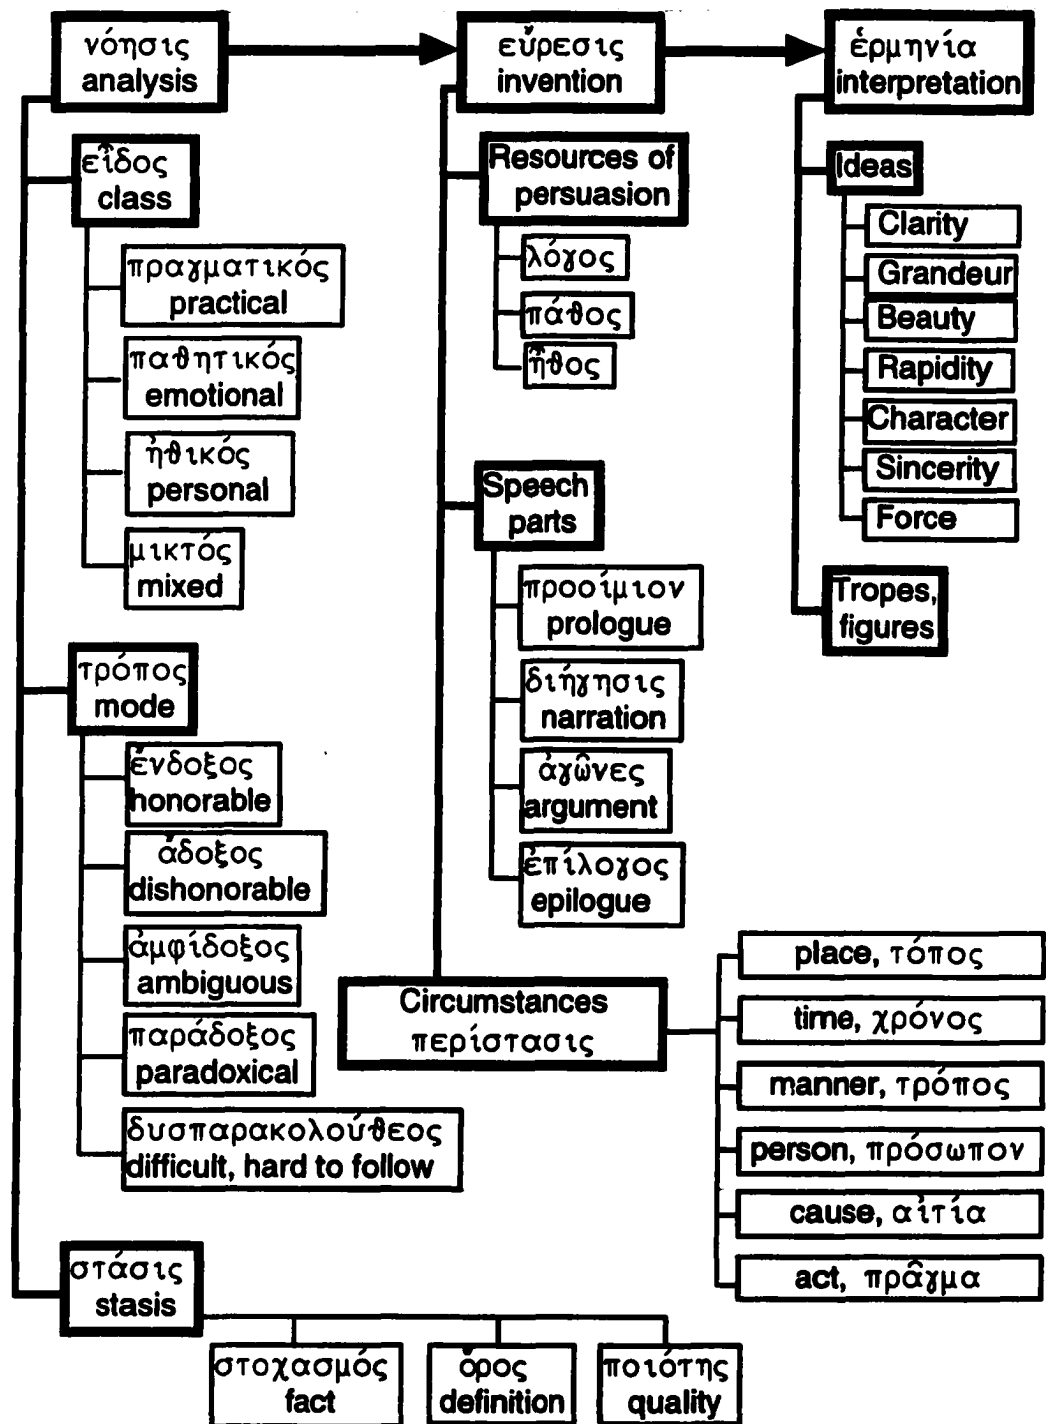 νόησις
analysis
εὔρεσις
invention
ἑρμηνία
interpretation
εἶδος
class
πραγματικός
practical
παθητικός
emotional
ἠθικός
personal
μικτός
mixed
τρόπος
mode
ἔνδοξος
honorable
ἄδοξος
dishonorable
ἀμφίδοξος
ambiguous
παράδοξος
paradoxical
δυσπαρακολούθεος
difficult, hard to follow
στάσις
stasis
στοχασμός
fact
ὅρος
definition
ποιότης
quality
Resources of
persuasion
λόγος
πάθος
ἦθος
Speech
parts
προοίμιον
prologue
διήγησις
narration
ἀγῶνες
argument
ἐπίλογος
epilogue
Circumstances
περίστασις
place, τόπος
time, χρόνος
manner, τρόπος
person, πρόσωπον
cause, αἰτία
act, πρᾶγμα
Ideas
Clarity
Grandeur
Beauty
Rapidity
Character
Sincerity
Force
Tropes,
figures